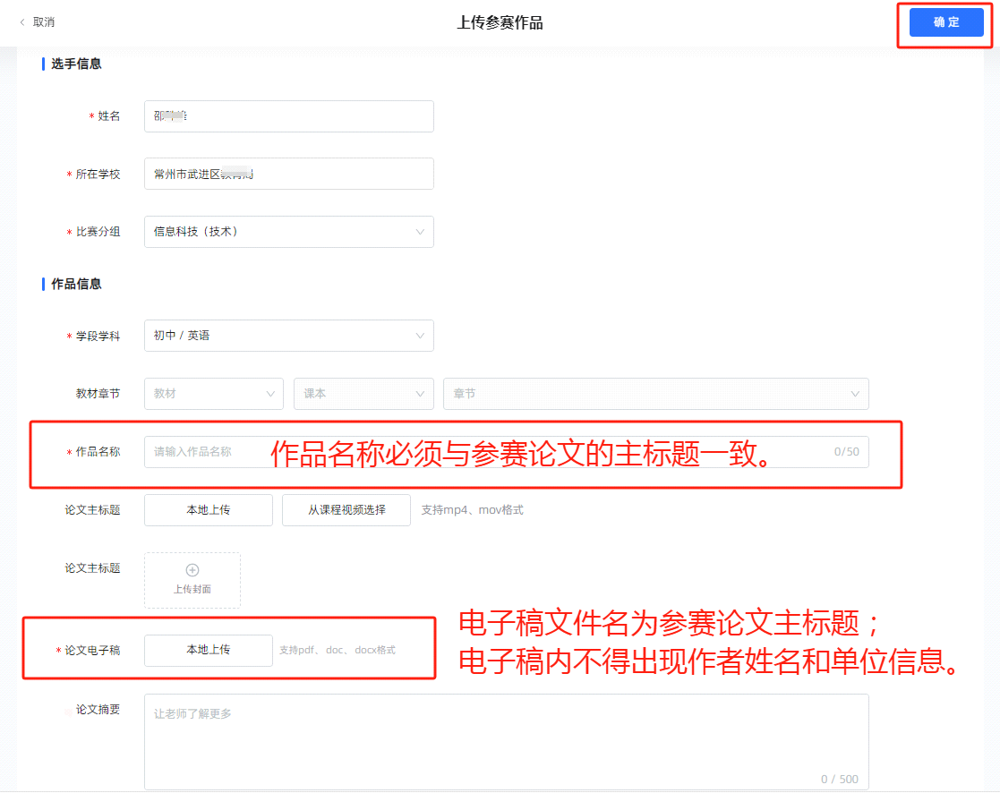 取消
上传参赛作品
确 定
选手信息
* 姓名
* 所在学校 常州市武进区
* 比赛分组 信息科技（技术）
作品信息
* 学段学科 初中 / 英语
教材章节 教材 课本 章节
* 作品名称 请输入作品名称 作品名称必须与参赛论文的主标题一致。 0/50
论文主标题 本地上传 从课程视频选择 支持mp4、mov格式
论文主标题 上传封面
电子稿文件名为参赛论文主标题；
* 论文电子稿 本地上传 支持pdf、doc、docx格式
电子稿内不得出现作者姓名和单位信息。
论文摘要 让老师了解更多
0 / 500